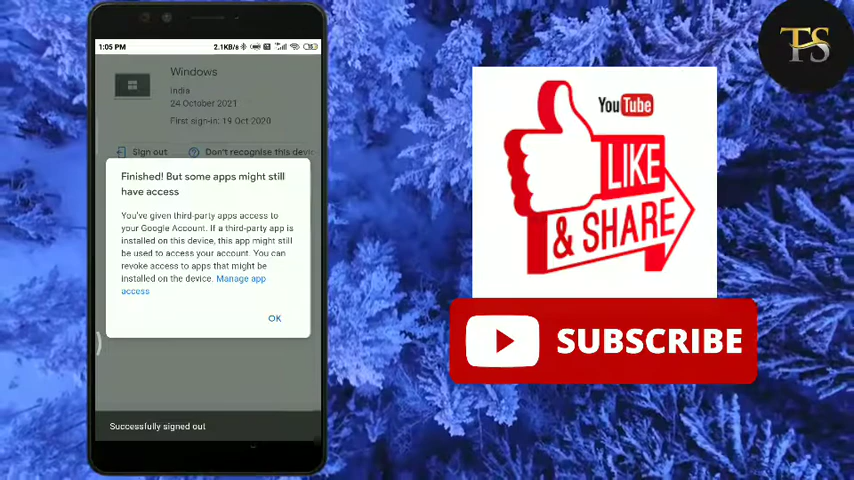 1:05 PM 2.1KB/s
Windows
India
24 October 2021
First sign-in: 19 Oct 2020
Sign out Don't recognise this devic
Finished! But some apps might still
have access
You've given third-party apps access to
your Google Account. If a third-party app is
installed on this device, this app might still
be used to access your account. You can
revoke access to apps that might be
installed on the device. Manage app
access
OK
Successfully signed out
TS
YouTube
LIKE
& SHARE
SUBSCRIBE